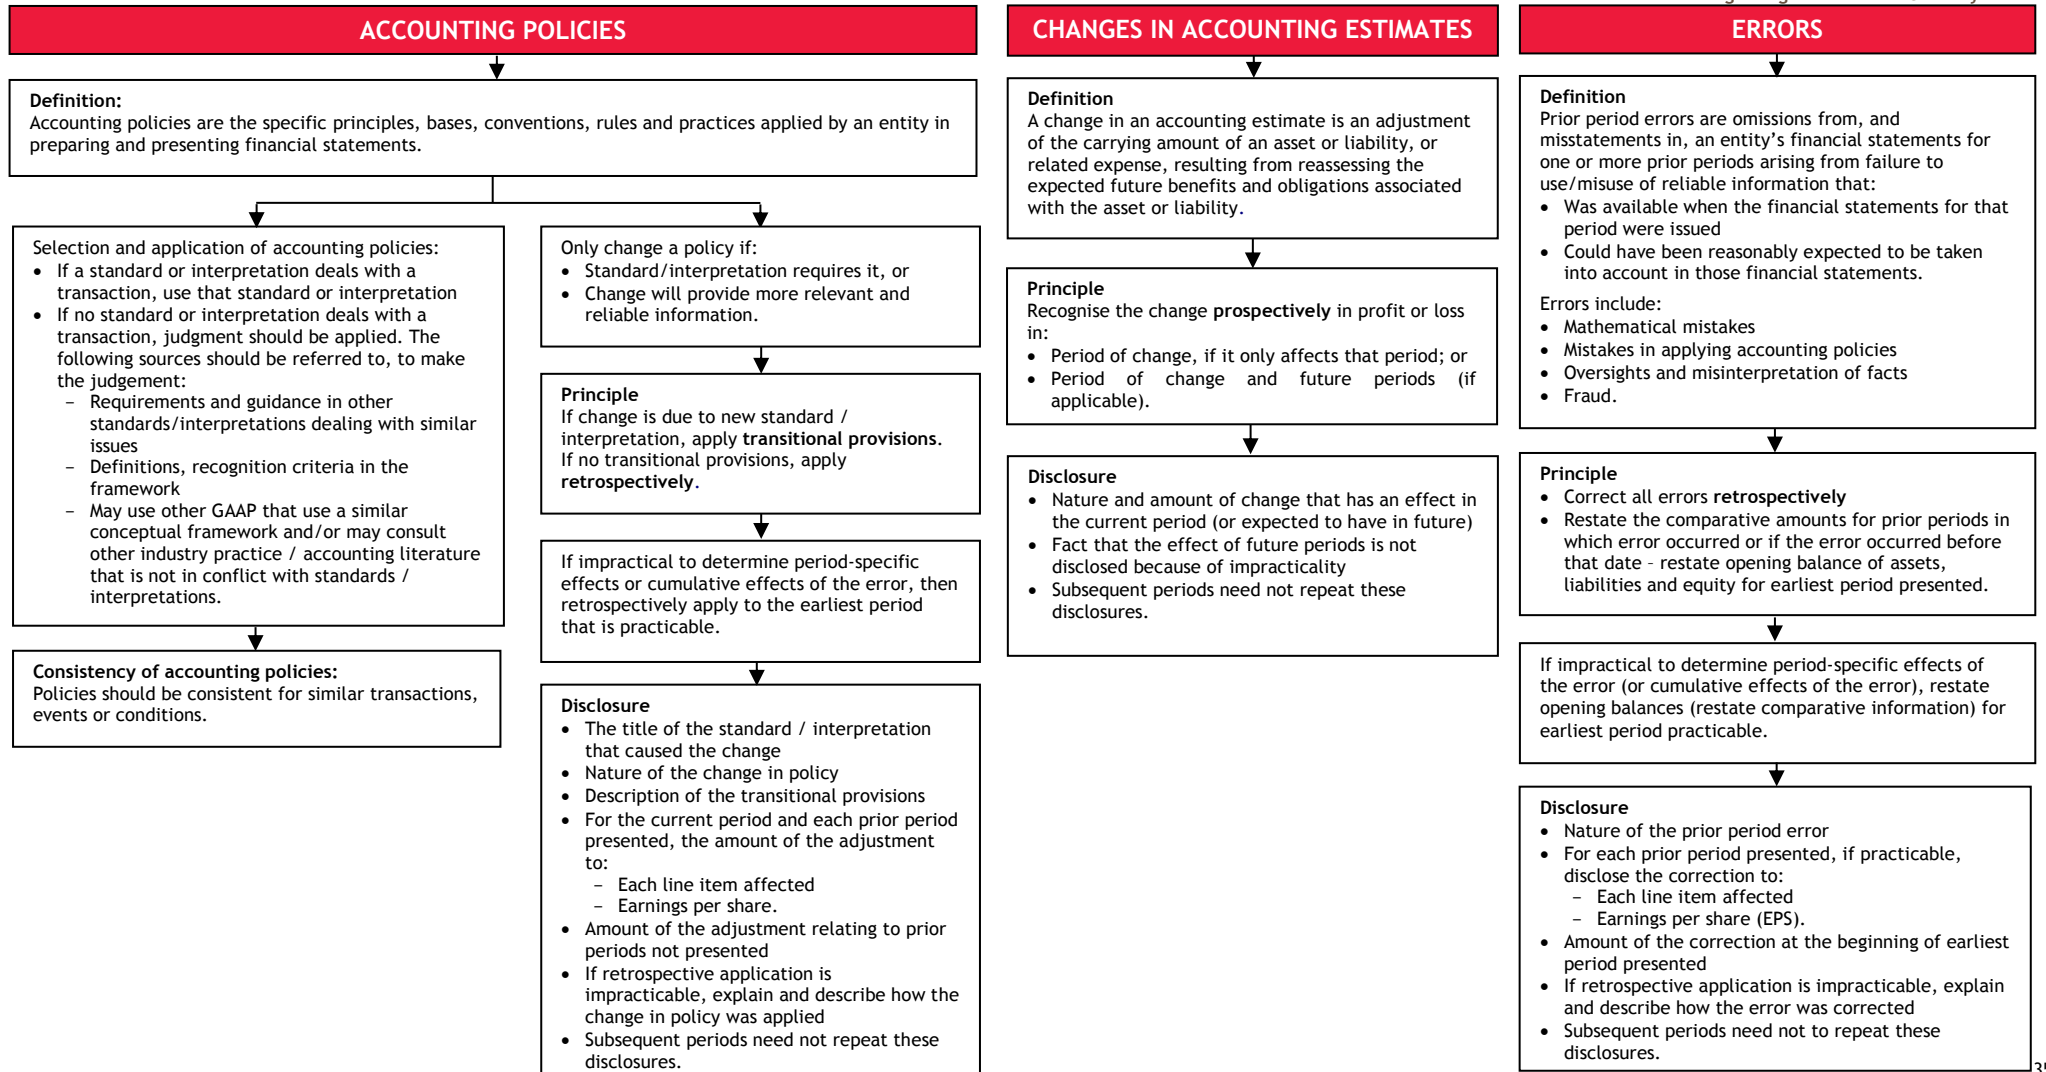 ACCOUNTING POLICIES
Definition:
Accounting policies are the specific principles, bases, conventions, rules and practices applied by an entity in
preparing and presenting financial statements.
Selection and application of accounting policies:
• If a standard or interpretation deals with a
transaction, use that standard or interpretation
• If no standard or interpretation deals with a
transaction, judgment should be applied. The
following sources should be referred to, to make
the judgement:
– Requirements and guidance in other
standards/interpretations dealing with similar
issues
– Definitions, recognition criteria in the
framework
– May use other GAAP that use a similar
conceptual framework and/or may consult
other industry practice / accounting literature
that is not in conflict with standards /
interpretations.
Consistency of accounting policies:
Policies should be consistent for similar transactions,
events or conditions.
Only change a policy if:
• Standard/interpretation requires it, or
• Change will provide more relevant and
reliable information.
Principle
If change is due to new standard /
interpretation, apply transitional provisions.
If no transitional provisions, apply
retrospectively.
If impractical to determine period-specific
effects or cumulative effects of the error, then
retrospectively apply to the earliest period
that is practicable.
Disclosure
• The title of the standard / interpretation
that caused the change
• Nature of the change in policy
• Description of the transitional provisions
• For the current period and each prior period
presented, the amount of the adjustment
to:
– Each line item affected
– Earnings per share.
• Amount of the adjustment relating to prior
periods not presented
• If retrospective application is
impracticable, explain and describe how the
change in policy was applied
• Subsequent periods need not repeat these
disclosures.
CHANGES IN ACCOUNTING ESTIMATES
Definition
A change in an accounting estimate is an adjustment
of the carrying amount of an asset or liability, or
related expense, resulting from reassessing the
expected future benefits and obligations associated
with the asset or liability.
Principle
Recognise the change prospectively in profit or loss
in:
• Period of change, if it only affects that period; or
• Period of change and future periods (if
applicable).
Disclosure
• Nature and amount of change that has an effect in
the current period (or expected to have in future)
• Fact that the effect of future periods is not
disclosed because of impracticality
• Subsequent periods need not repeat these
disclosures.
ERRORS
Definition
Prior period errors are omissions from, and
misstatements in, an entity’s financial statements for
one or more prior periods arising from failure to
use/misuse of reliable information that:
• Was available when the financial statements for that
period were issued
• Could have been reasonably expected to be taken
into account in those financial statements.
Errors include:
• Mathematical mistakes
• Mistakes in applying accounting policies
• Oversights and misinterpretation of facts
• Fraud.
Principle
• Correct all errors retrospectively
• Restate the comparative amounts for prior periods in
which error occurred or if the error occurred before
that date – restate opening balance of assets,
liabilities and equity for earliest period presented.
If impractical to determine period-specific effects of
the error (or cumulative effects of the error), restate
opening balances (restate comparative information) for
earliest period practicable.
Disclosure
• Nature of the prior period error
• For each prior period presented, if practicable,
disclose the correction to:
– Each line item affected
– Earnings per share (EPS).
• Amount of the correction at the beginning of earliest
period presented
• If retrospective application is impracticable, explain
and describe how the error was corrected
• Subsequent periods need not to repeat these
disclosures.